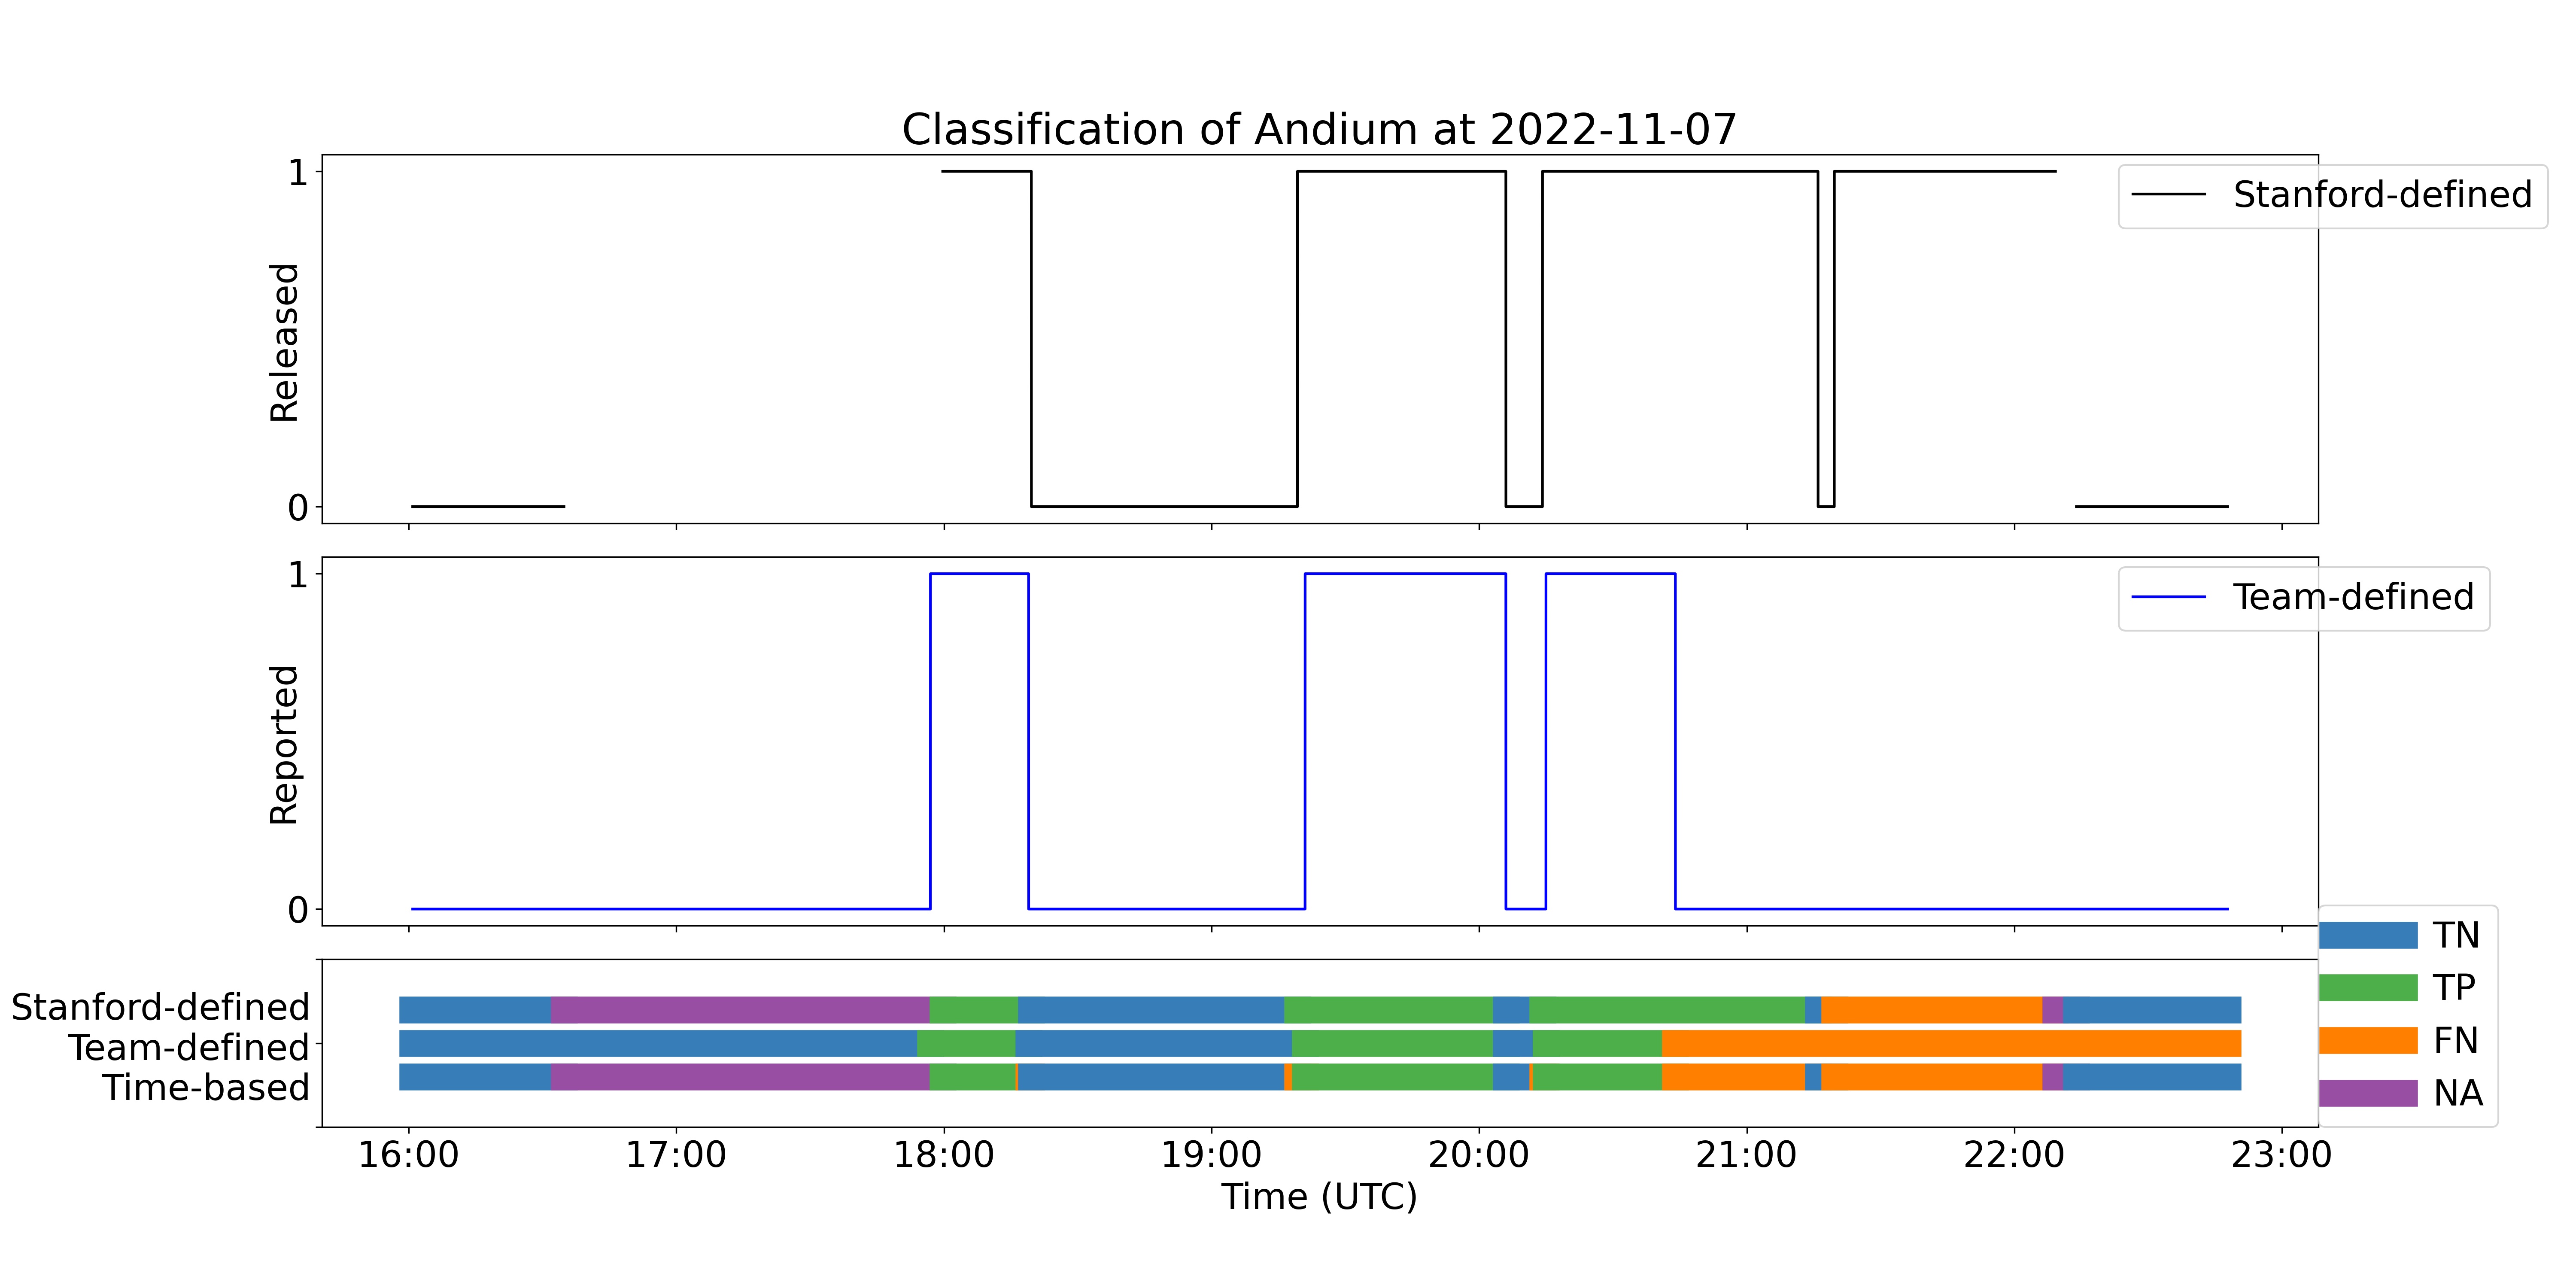 Classification of Andium at 2022-11-07
1
Released
0
Stanford-defined
1
Reported
0
Team-defined
Stanford-defined
Team-defined
Time-based
TN
TP
FN
NA
16:00 17:00 18:00 19:00 20:00 21:00 22:00 23:00
Time (UTC)